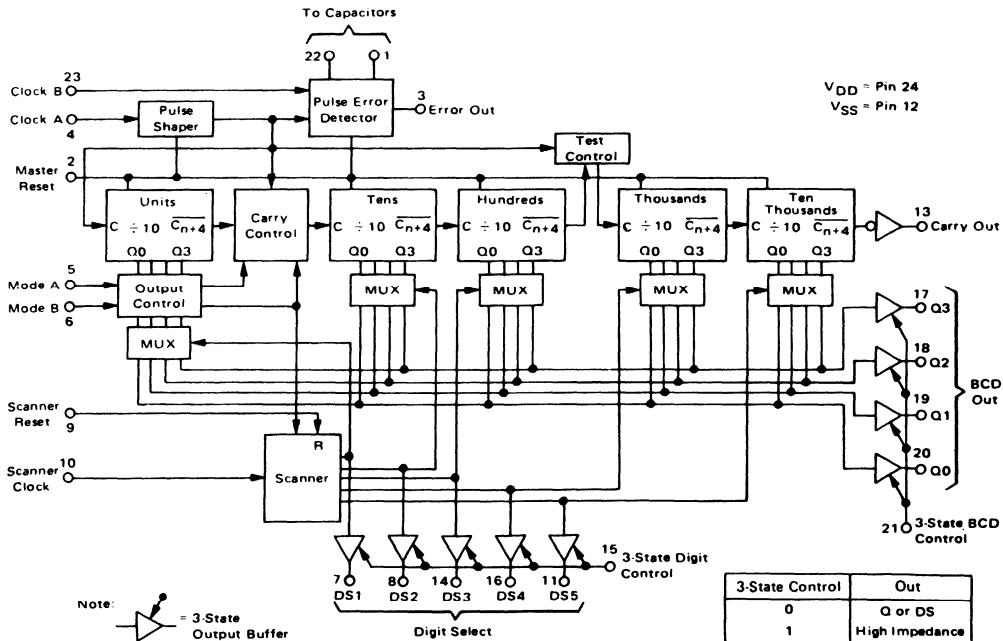 To Capacitors
22
1
23
Clock B
Clock A
4
Pulse
Shaper
Pulse Error
Detector
3
Error Out
VDD = Pin 24
VSS = Pin 12
Test
Control
2
Master
Reset
Units
C ÷10 Cn+4
Q0 Q3
Carry
Control
Tens
C ÷10 Cn+4
Q0 Q3
Hundreds
C ÷10 Cn+4
Q0 Q3
Thousands
C ÷10 Cn+4
Q0 Q3
Ten
Thousands
C ÷10 Cn+4
Q0 Q3
13
Carry Out
5
Mode A
Mode B
6
Output
Control
MUX
MUX
MUX
MUX
MUX
17
Q3
18
Q2
19
Q1
20
Q0
BCD
Out
21
3-State BCD
Control
Scanner
Reset
9
10
Scanner
Clock
R
Scanner
15
3-State Digit
Control
7 8 14 16 11
DS1 DS2 DS3 DS4 DS5
Digit Select
Note:
= 3-State
Output Buffer
3-State Control Out
0 Q or DS
1 High Impedance